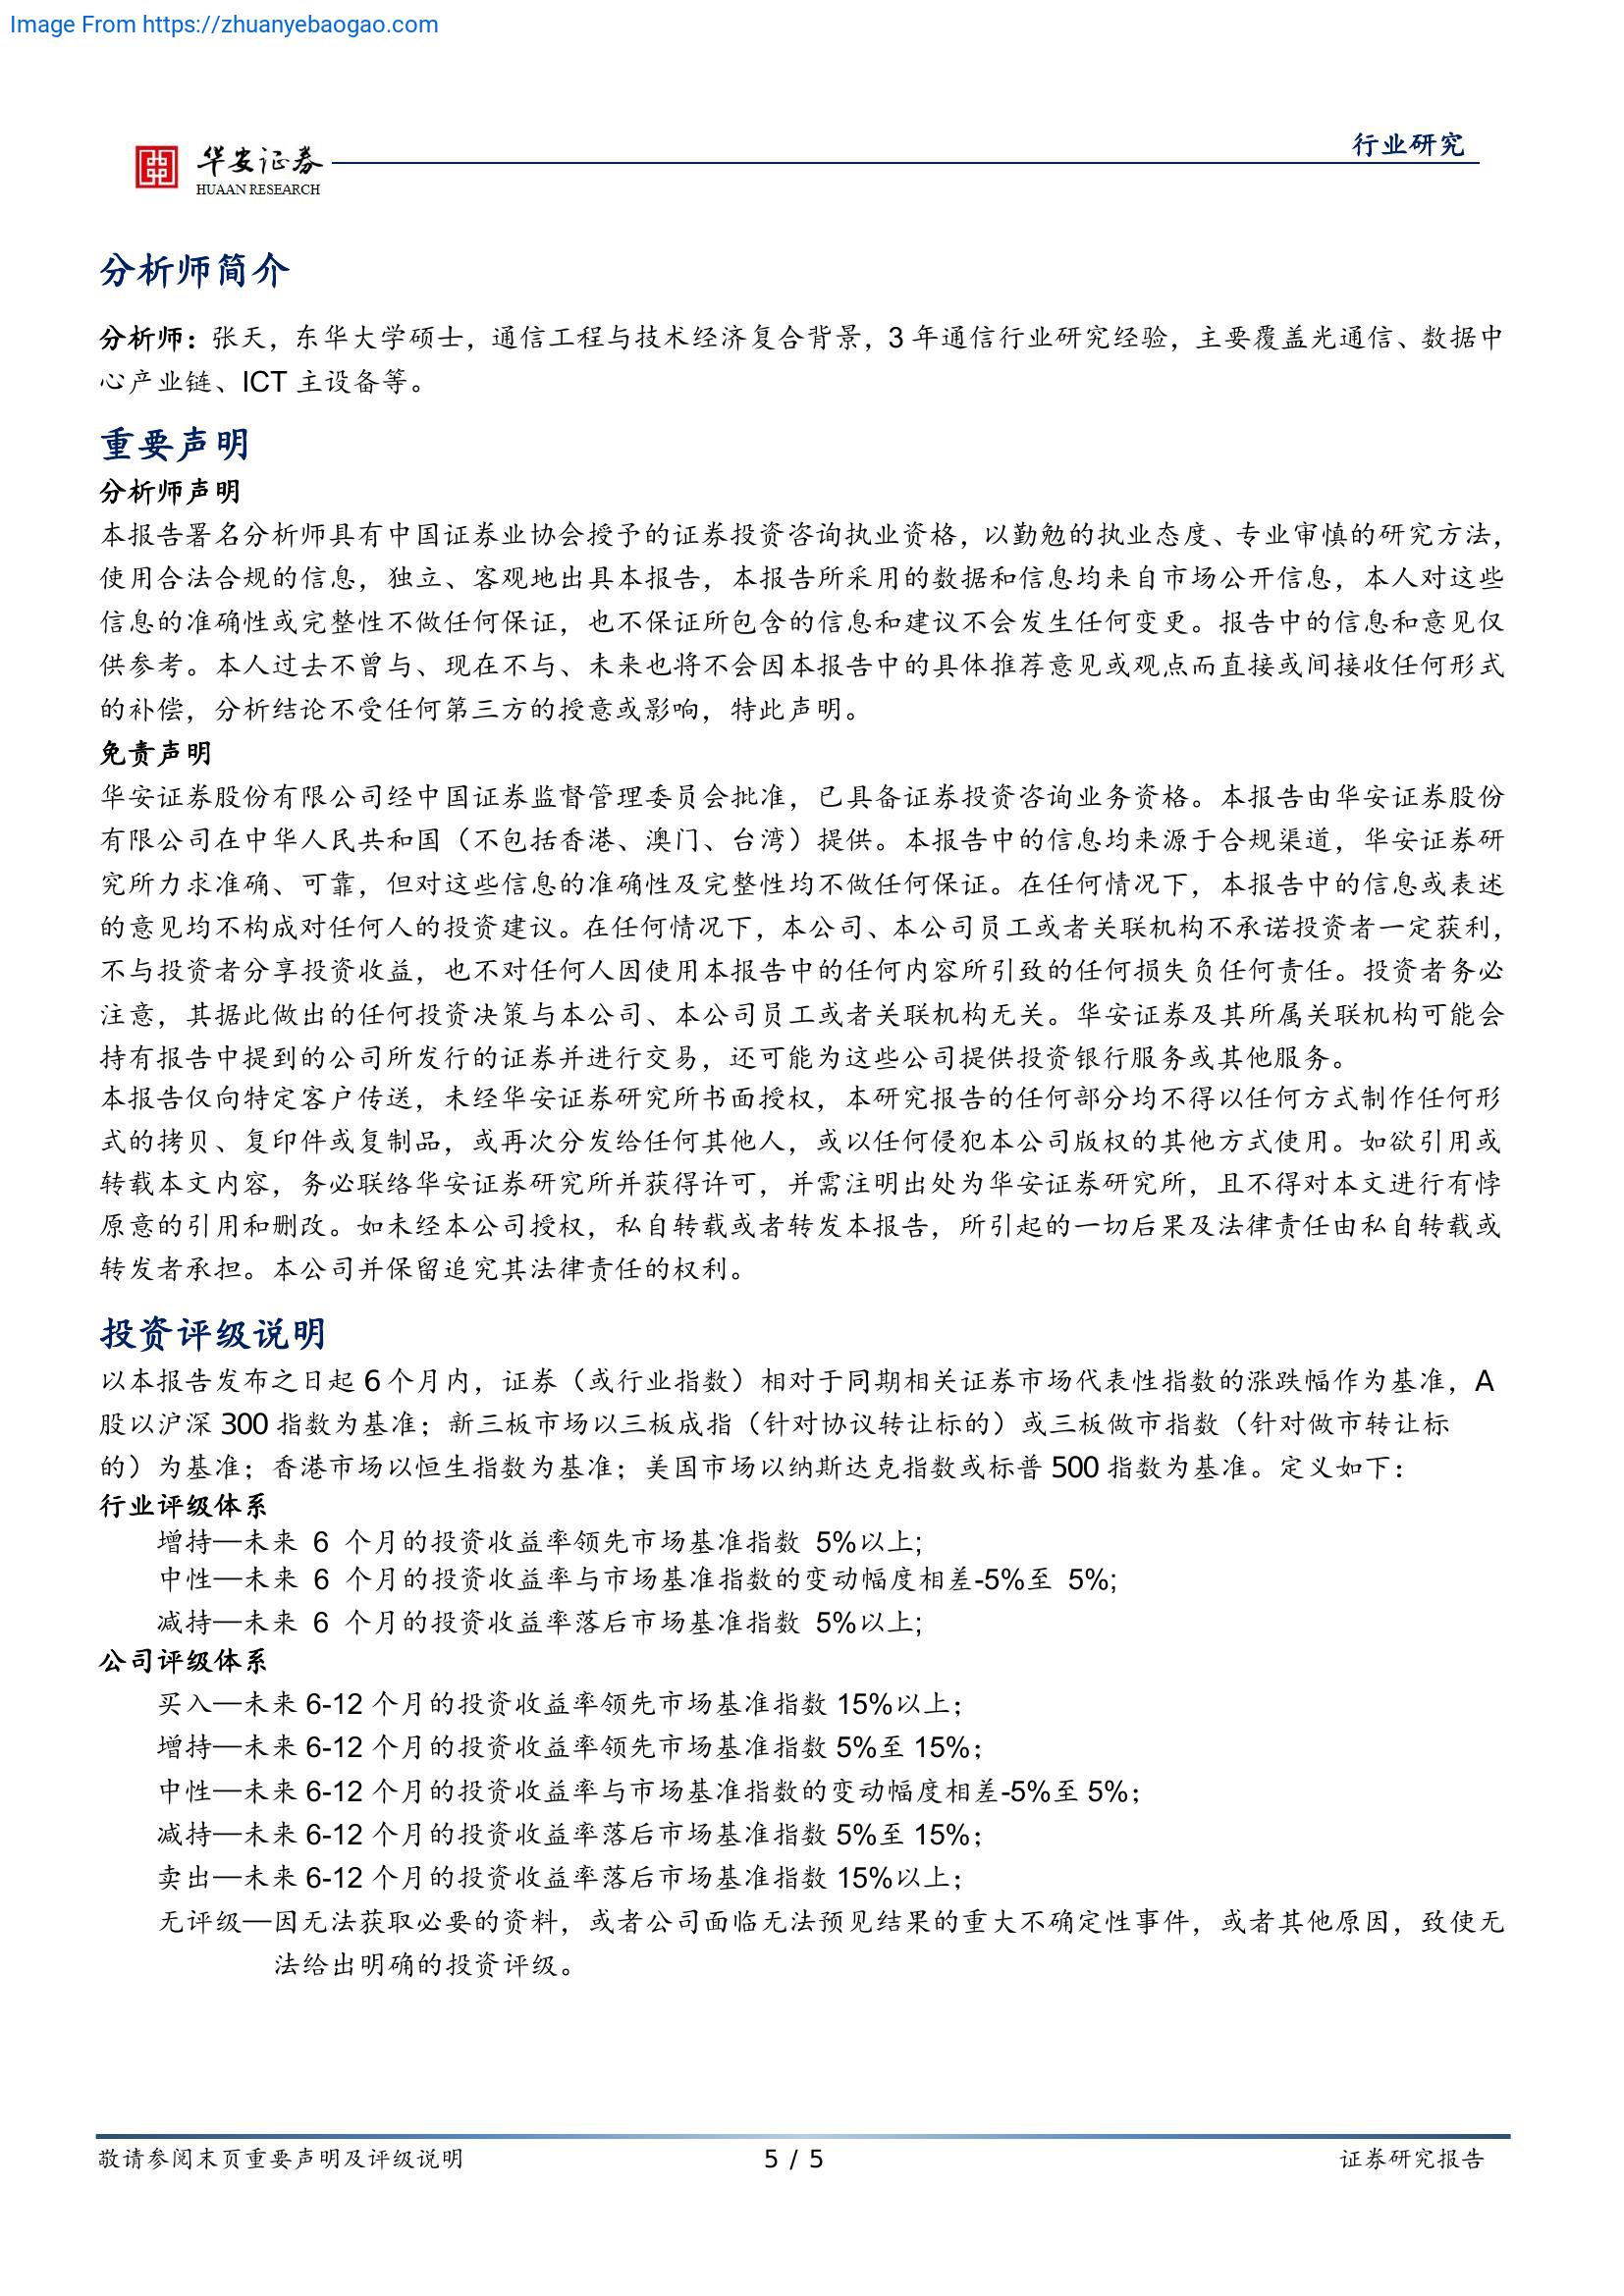 Image From https://zhuanyebaogao.com
行业研究
华安证券
HUAAN RESEARCH
分析师简介
分析师：张天，东华大学硕士，通信工程与技术经济复合背景，3 年通信行业研究经验，主要覆盖光通信、数据中
心产业链、ICT 主设备等。
重要声明
分析师声明
本报告署名分析师具有中国证券业协会授予的证券投资咨询执业资格，以勤勉的执业态度、专业审慎的研究方法，
使用合法合规的信息，独立、客观地出具本报告，本报告所采用的数据和信息均来自市场公开信息，本人对这些
信息的准确性或完整性不做任何保证，也不保证所包含的信息和建议不会发生任何变更。报告中的信息和意见仅
供参考。本人过去不曾与、现在不与、未来也将不会因本报告中的具体推荐意见或观点而直接或间接收任何形式
的补偿，分析结论不受任何第三方的授意或影响，特此声明。
免责声明
华安证券股份有限公司经中国证券监督管理委员会批准，已具备证券投资咨询业务资格。本报告由华安证券股份
有限公司在中华人民共和国（不包括香港、澳门、台湾）提供。本报告中的信息均来源于合规渠道，华安证券研
究所力求准确、可靠，但对这些信息的准确性及完整性均不做任何保证。在任何情况下，本报告中的信息或表述
的意见均不构成对任何人的投资建议。在任何情况下，本公司、本公司员工或者关联机构不承诺投资者一定获利，
不与投资者分享投资收益，也不对任何人因使用本报告中的任何内容所引致的任何损失负任何责任。投资者务必
注意，其据此做出的任何投资决策与本公司、本公司员工或者关联机构无关。华安证券及其所属关联机构可能会
持有报告中提到的公司所发行的证券并进行交易，还可能为这些公司提供投资银行服务或其他服务。
本报告仅向特定客户传送，未经华安证券研究所书面授权，本研究报告的任何部分均不得以任何方式制作任何形
式的拷贝、复印件或复制品，或再次分发给任何其他人，或以任何侵犯本公司版权的其他方式使用。如欲引用或
转载本文内容，务必联络华安证券研究所并获得许可，并需注明出处为华安证券研究所，且不得对本文进行有悖
原意的引用和删改。如未经本公司授权，私自转载或者转发本报告，所引起的一切后果及法律责任由私自转载或
转发者承担。本公司并保留追究其法律责任的权利。
投资评级说明
以本报告发布之日起 6 个月内，证券（或行业指数）相对于同期相关证券市场代表性指数的涨跌幅作为基准，A
股以沪深 300 指数为基准；新三板市场以三板成指（针对协议转让标的）或三板做市指数（针对做市转让标
的）为基准；香港市场以恒生指数为基准；美国市场以纳斯达克指数或标普 500 指数为基准。定义如下：
行业评级体系
增持—未来 6 个月的投资收益率领先市场基准指数 5%以上;
中性—未来 6 个月的投资收益率与市场基准指数的变动幅度相差-5%至 5%;
减持—未来 6 个月的投资收益率落后市场基准指数 5%以上;
公司评级体系
买入—未来 6-12 个月的投资收益率领先市场基准指数 15%以上；
增持—未来 6-12 个月的投资收益率领先市场基准指数 5%至 15%；
中性—未来 6-12 个月的投资收益率与市场基准指数的变动幅度相差-5%至 5%；
减持—未来 6-12 个月的投资收益率落后市场基准指数 5%至 15%；
卖出—未来 6-12 个月的投资收益率落后市场基准指数 15%以上；
无评级—因无法获取必要的资料，或者公司面临无法预见结果的重大不确定性事件，或者其他原因，致使无
法给出明确的投资评级。
敬请参阅末页重要声明及评级说明
5 / 5
证券研究报告